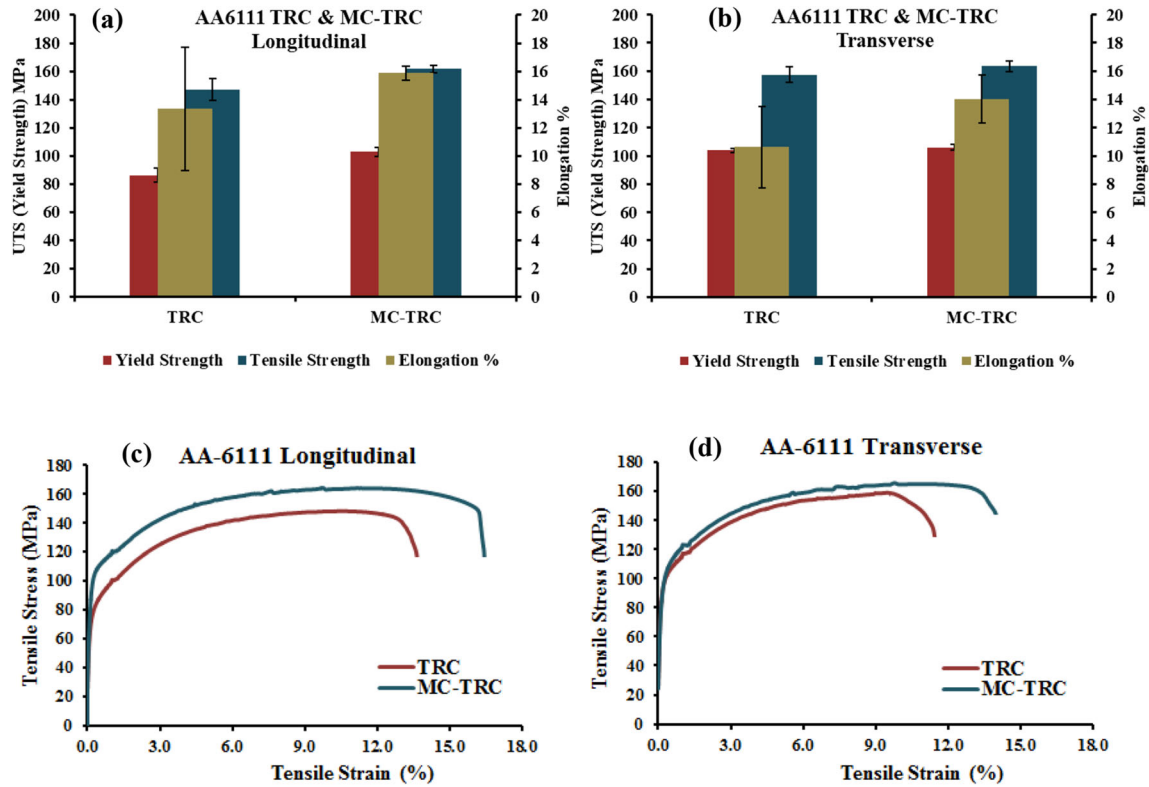 (a)
AA6111 TRC & MC-TRC
Longitudinal
UTS (Yield Strength) MPa
200
180
160
140
120
100
80
60
40
20
0
20
18
16
14
12
10
8
6
4
2
0
Elongation %
TRC
MC-TRC
Yield Strength
Tensile Strength
Elongation %
(b)
AA6111 TRC & MC-TRC
Transverse
UTS (Yield Strength) MPa
200
180
160
140
120
100
80
60
40
20
0
20
18
16
14
12
10
8
6
4
2
0
Elongation %
TRC
MC-TRC
Yield Strength
Tensile Strength
Elongation %
(c)
AA-6111 Longitudinal
Tensile Stress (MPa)
180
160
140
120
100
80
60
40
20
0
TRC
MC-TRC
0.0 3.0 6.0 9.0 12.0 15.0 18.0
Tensile Strain (%)
(d)
AA-6111 Transverse
Tensile Stress (MPa)
180
160
140
120
100
80
60
40
20
0
TRC
MC-TRC
0.0 3.0 6.0 9.0 12.0 15.0 18.0
Tensile Strain (%)